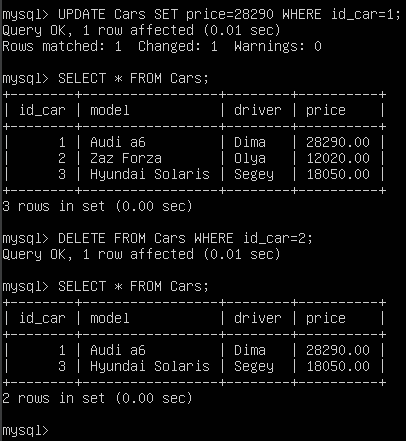 mysql> UPDATE Cars SET price=28290 WHERE id_car=1;
Query OK, 1 row affected (0.01 sec)
Rows matched: 1  Changed: 1  Warnings: 0
mysql> SELECT * FROM Cars;
+--------+-----------------+--------+----------+
| id_car | model           | driver | price    |
+--------+-----------------+--------+----------+
|      1 | Audi a6         | Dima   | 28290.00 |
|      2 | Zaz Forza       | Olya   | 12020.00 |
|      3 | Hyundai Solaris | Segey  | 18050.00 |
+--------+-----------------+--------+----------+
3 rows in set (0.00 sec)
mysql> DELETE FROM Cars WHERE id_car=2;
Query OK, 1 row affected (0.01 sec)
mysql> SELECT * FROM Cars;
+--------+-----------------+--------+----------+
| id_car | model           | driver | price    |
+--------+-----------------+--------+----------+
|      1 | Audi a6         | Dima   | 28290.00 |
|      3 | Hyundai Solaris | Segey  | 18050.00 |
+--------+-----------------+--------+----------+
2 rows in set (0.00 sec)
mysql>